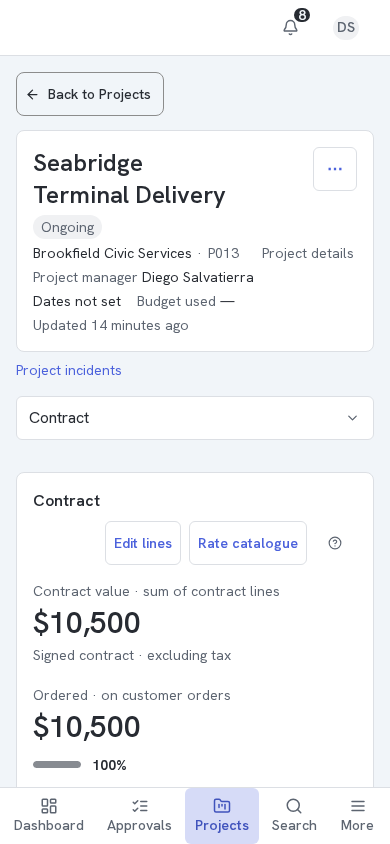 8
DS
Back to Projects
Seabridge
Terminal Delivery
...
Ongoing
Brookfield Civic Services · P013 Project details
Project manager Diego Salvatierra
Dates not set Budget used —
Updated 14 minutes ago
Project incidents
Contract
Contract
Edit lines Rate catalogue
Contract value · sum of contract lines
$10,500
Signed contract · excluding tax
Ordered · on customer orders
$10,500
100%
Dashboard Approvals Projects Search More